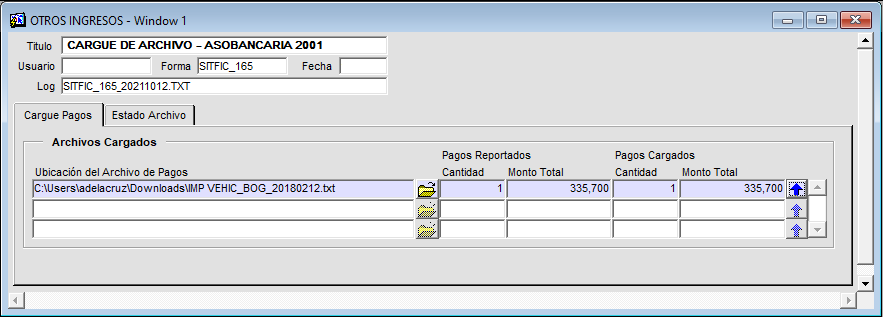 OTROS INGRESOS - Window 1
Titulo CARGUE DE ARCHIVO - ASOBANCARIA 2001
Usuario Forma SITFIC_165 Fecha
Log SITFIC_165_20211012.TXT
Cargue Pagos Estado Archivo
Archivos Cargados
Pagos Reportados Pagos Cargados
Ubicación del Archivo de Pagos Cantidad Monto Total Cantidad Monto Total
C:\Users\adelacruz\Downloads\IMP VEHIC_BOG_20180212.txt 1 335,700 1 335,700